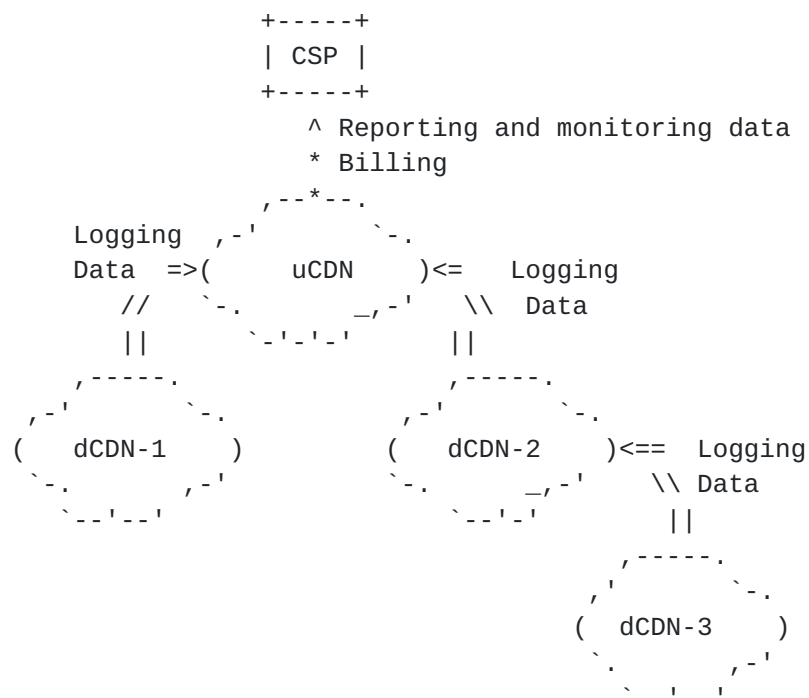 CSP
^ Reporting and monitoring data
* Billing
Logging
Data => uCDN <= Logging
Data
dCDN-1 dCDN-2 <== Logging
Data
dCDN-3